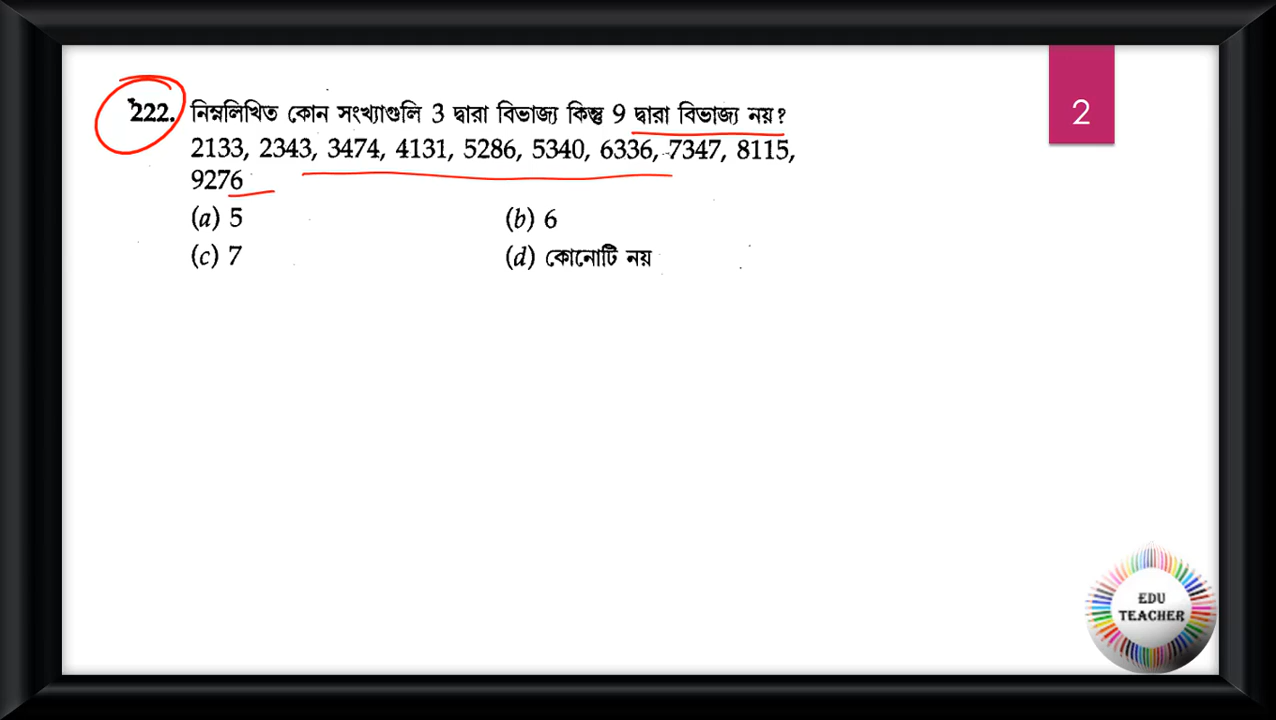 2
222. নিম্নলিখিত কোন সংখ্যাগুলি 3 দ্বারা বিভাজ্য কিন্তু 9 দ্বারা বিভাজ্য নয়?
2133, 2343, 3474, 4131, 5286, 5340, 6336, 7347, 8115,
9276
(a) 5 (b) 6
(c) 7 (d) কোনোটি নয়
EDU
TEACHER